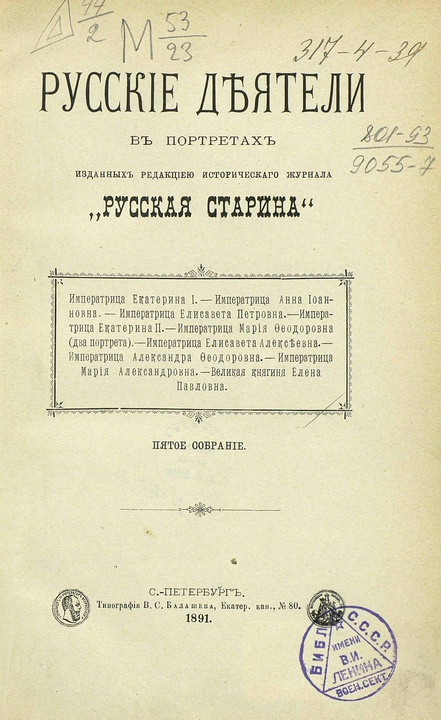 44
2
М 53
23
317-4-39
РУССКІЕ ДѢЯТЕЛИ
801-93
9055-7
ВЪ ПОРТРЕТАХЪ
ИЗДАННЫХЪ РЕДАКЦІЕЮ ИСТОРИЧЕСКАГО ЖУРНАЛА
„РУССКАЯ СТАРИНА“
Императрица Екатерина I. — Императрица Анна Іоан-
новна. — Императрица Елисавета Петровна.—Импера-
трица Екатерина II.—Императрица Марія Ѳеодоровна
(два портрета).—Императрица Елисавета Алексѣевна.—
Императрица Александра Ѳеодоровна. — Императрица
Марія Александровна. — Великая княгиня Елена
Павловна.
ПЯТОЕ СОБРАНІЕ.
С.-ПЕТЕРБУРГЪ.
Типографія В. С. Балашева, Екатер. кан., № 80.
1891.
С.С.С.Р.
ИМЕНИ
В.И.
ЛЕНИНА
ВОЕН.СЕКТ.